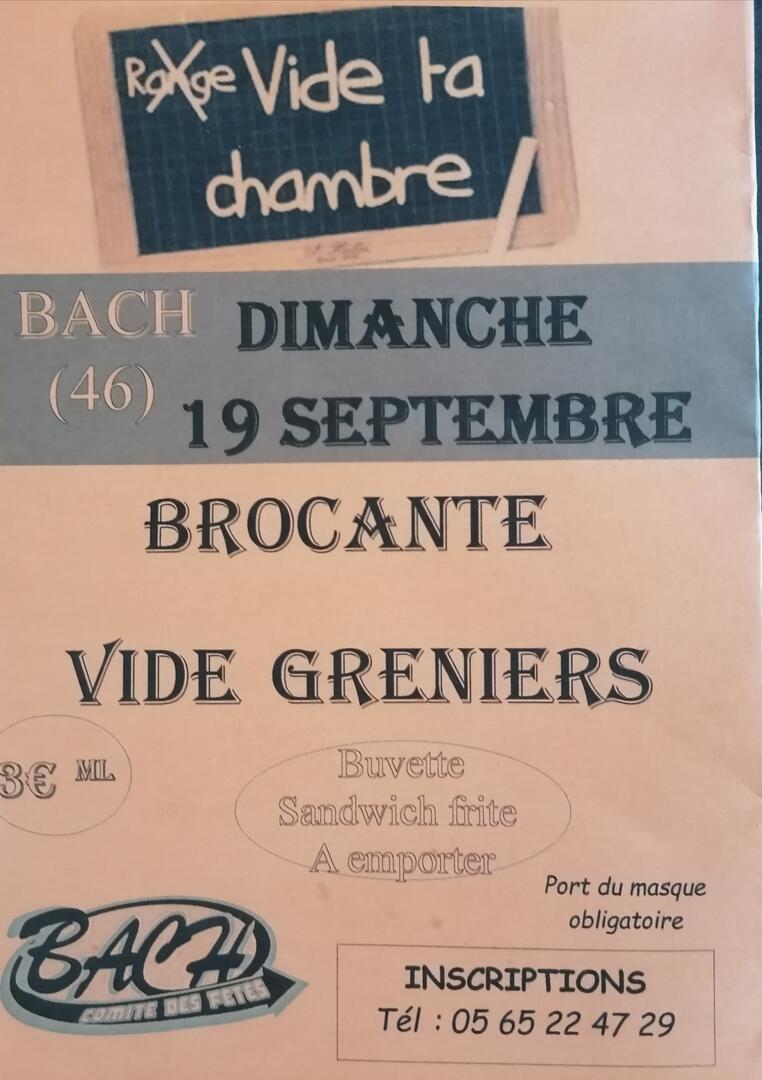 Range Vide ta
chambre
BACH
(46)
DIMANCHE
19 SEPTEMBRE
BROCANTE
VIDE GRENIERS
3€ ML
Buvette
Sandwich frite
A emporter
Port du masque
obligatoire
BACH
COMITE DES FETES
INSCRIPTIONS
Tél : 05 65 22 47 29